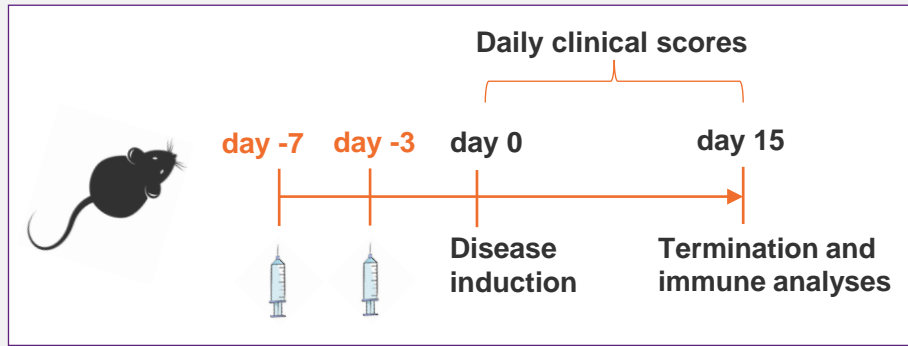 Daily clinical scores
day -7
day -3
day 0
day 15
Disease
induction
Termination and
immune analyses